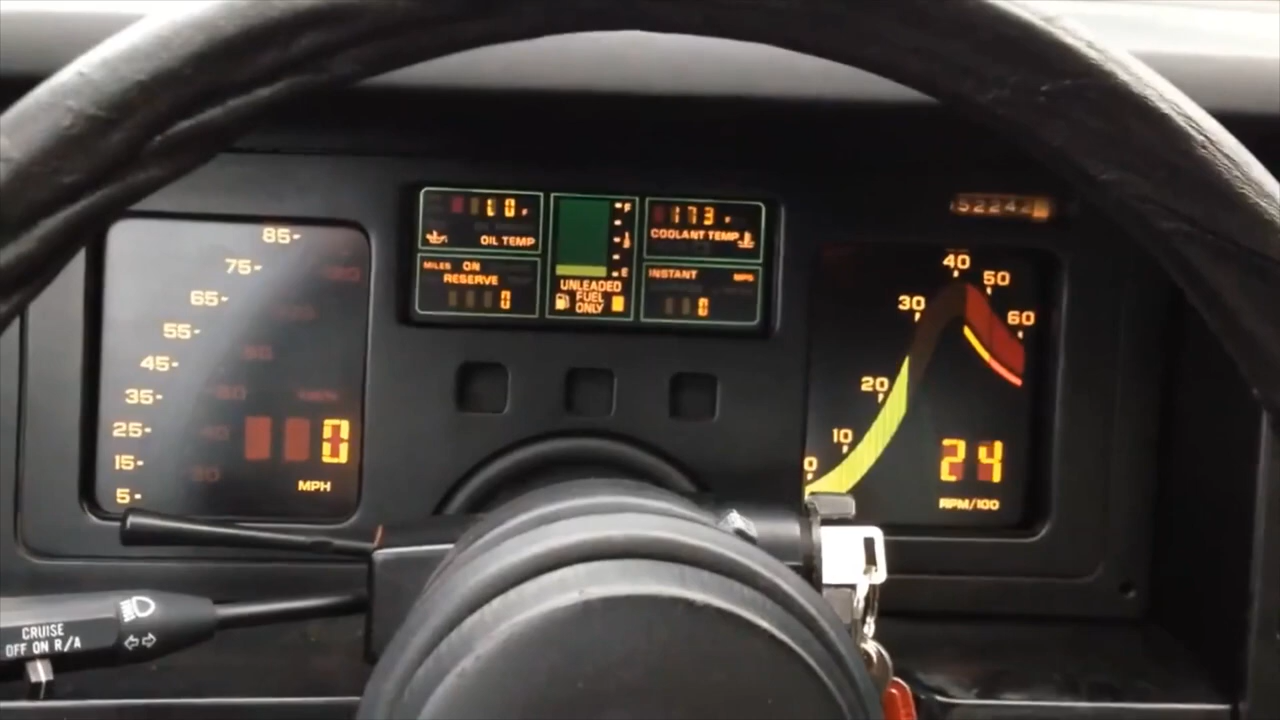 85-
75-
65-
55-
45-
35-
25-
15-
5-
0
MPH
L0 F
OIL TEMP
MILES ON
RESERVE
0
F
E
UNLEADED
FUEL
ONLY
173 F
COOLANT TEMP
INSTANT MPG
0
52242
40
50
30
60
20
10
0
24
RPM/100
CRUISE
OFF ON R/A